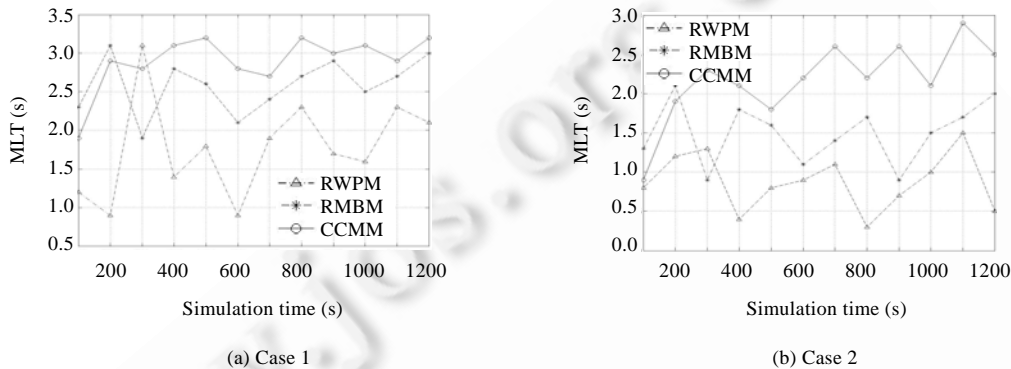 3.5
3.0
2.5
2.0
1.5
1.0
0.5
MLT (s)
RWPM
RMBM
CCMM
200 400 600 800 1000 1200
Simulation time (s)
(a) Case 1
3.0
2.5
2.0
1.5
1.0
0.5
0.0
MLT (s)
RWPM
RMBM
CCMM
200 400 600 800 1000 1200
Simulation time (s)
(b) Case 2